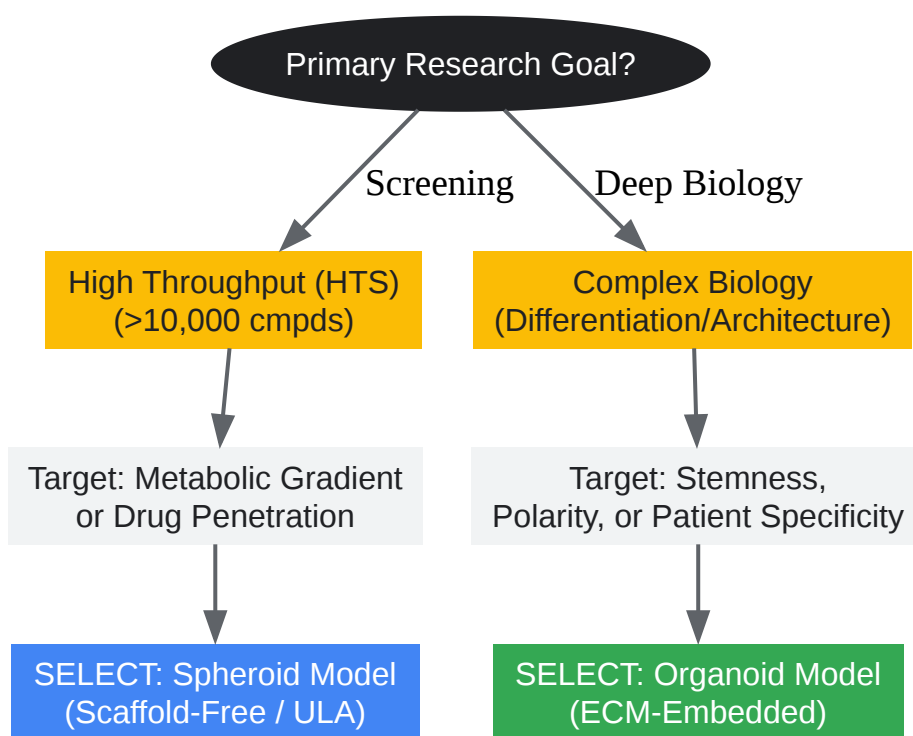 Primary Research Goal?
Screening
Deep Biology
High Throughput (HTS)
(>10,000 cmpds)
Complex Biology
(Differentiation/Architecture)
Target: Metabolic Gradient
or Drug Penetration
Target: Stemness,
Polarity, or Patient Specificity
SELECT: Spheroid Model
(Scaffold-Free / ULA)
SELECT: Organoid Model
(ECM-Embedded)